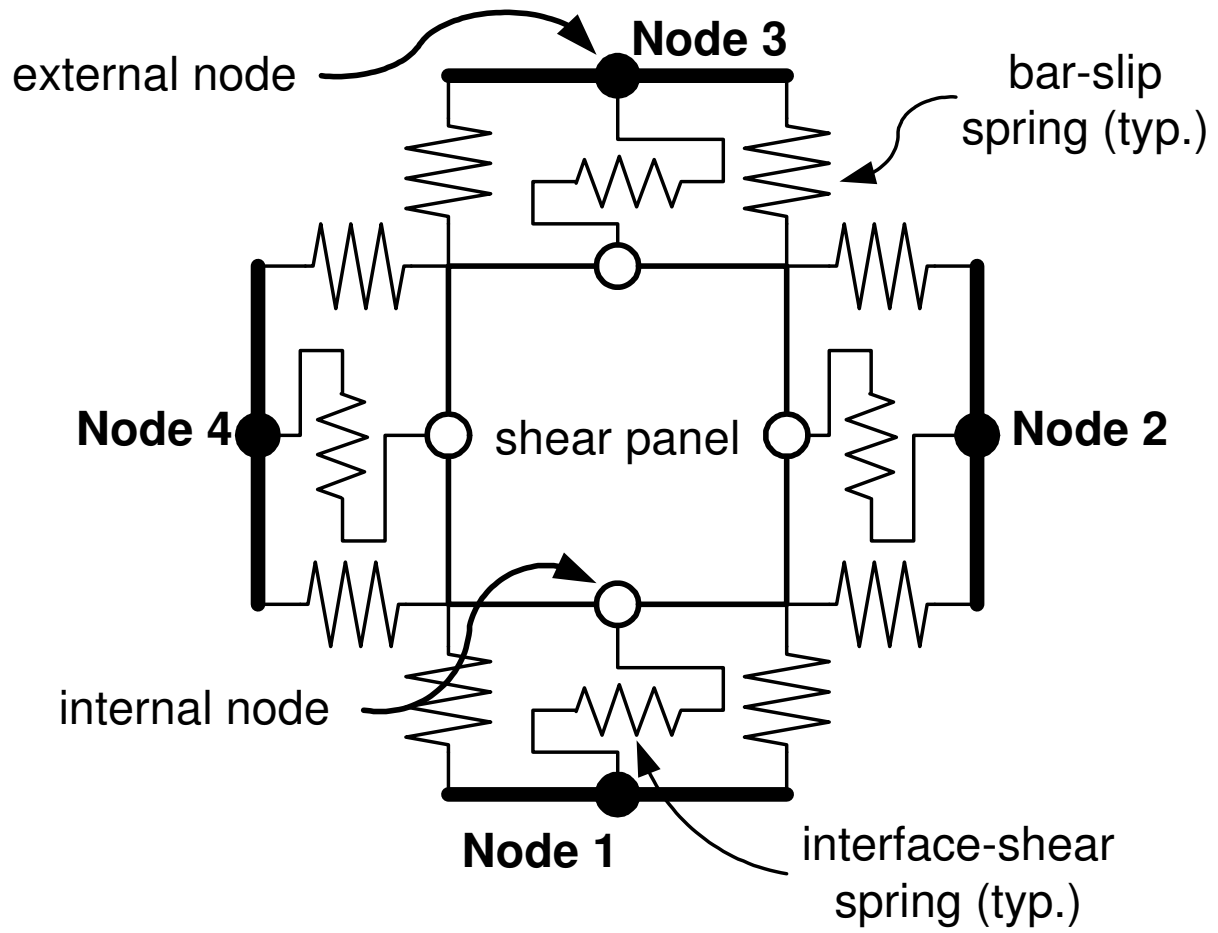 Node 3
external node
bar-slip
spring (typ.)
Node 4
shear panel
Node 2
internal node
Node 1
interface-shear
spring (typ.)